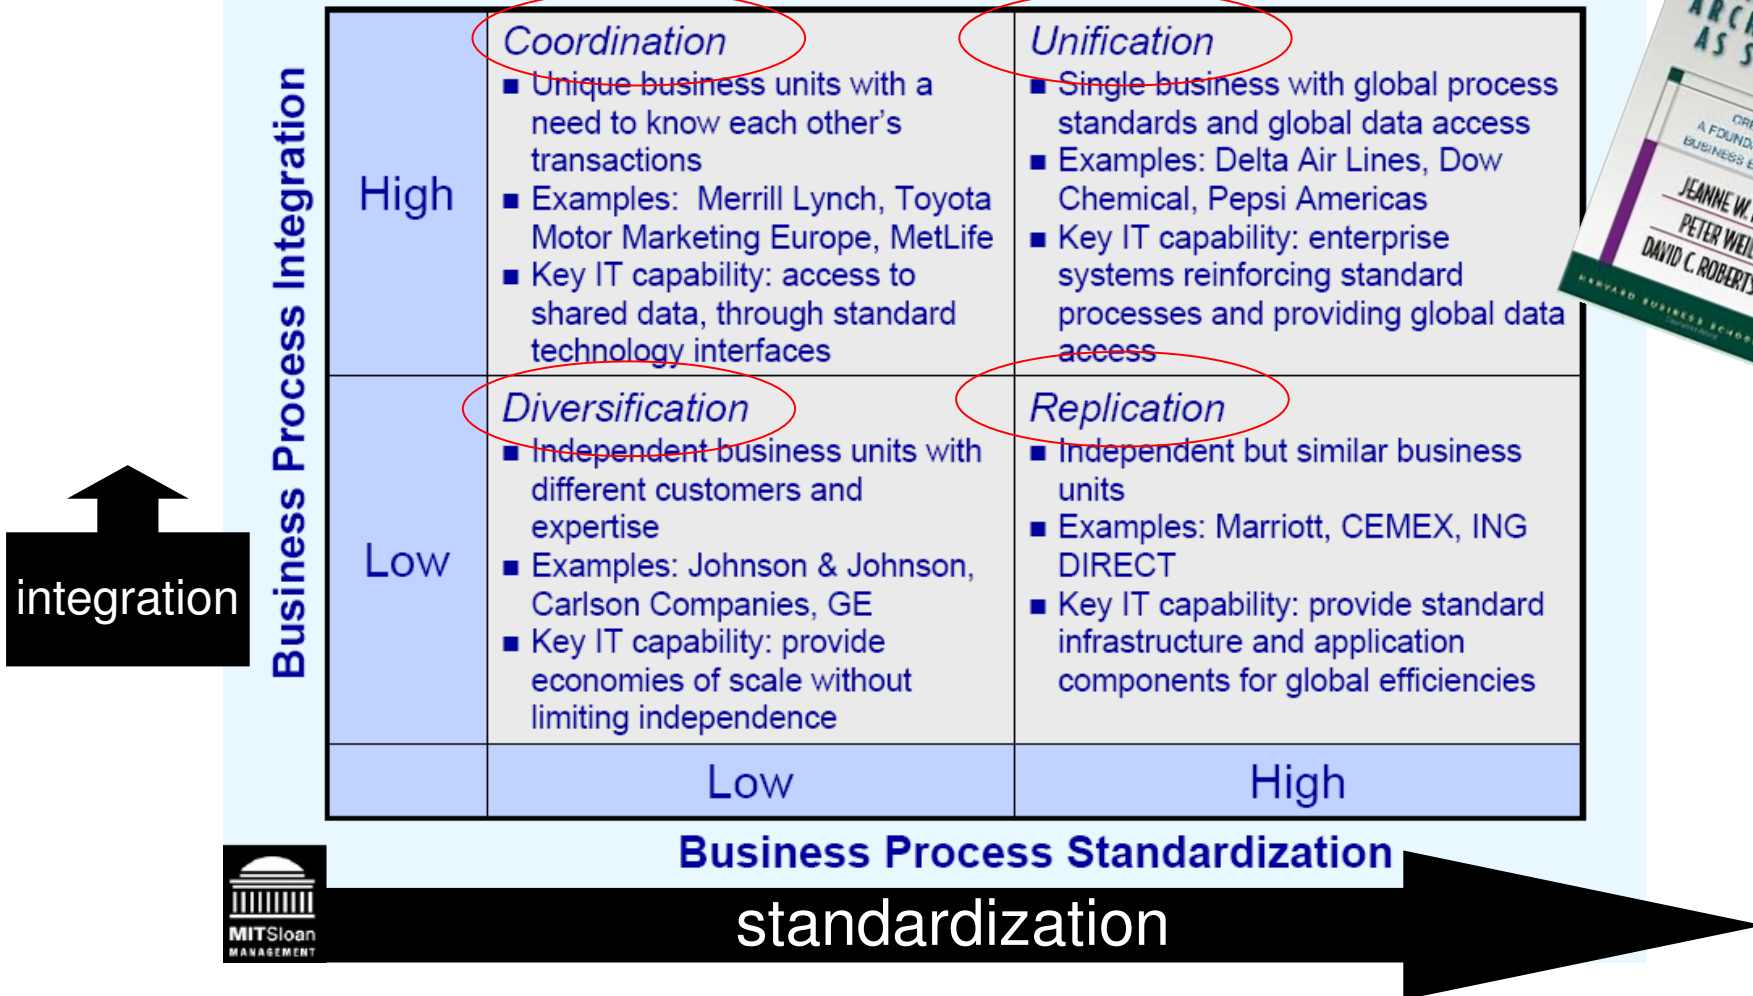 Business Process Integration
High
Coordination
■ Unique business units with a
need to know each other's
transactions
■ Examples:  Merrill Lynch, Toyota
Motor Marketing Europe, MetLife
■ Key IT capability: access to
shared data, through standard
technology interfaces
Unification
■ Single business with global process
standards and global data access
■ Examples: Delta Air Lines, Dow
Chemical, Pepsi Americas
■ Key IT capability: enterprise
systems reinforcing standard
processes and providing global data
access
Low
Diversification
■ Independent business units with
different customers and
expertise
■ Examples: Johnson & Johnson,
Carlson Companies, GE
■ Key IT capability: provide
economies of scale without
limiting independence
Replication
■ Independent but similar business
units
■ Examples: Marriott, CEMEX, ING
DIRECT
■ Key IT capability: provide standard
infrastructure and application
components for global efficiencies
Low
High
Business Process Standardization
integration
standardization
MITSloan
MANAGEMENT
AS
A
BUSINESS
JEANNE W.
PETER
DAVID C.
HARVARD BUSINESS